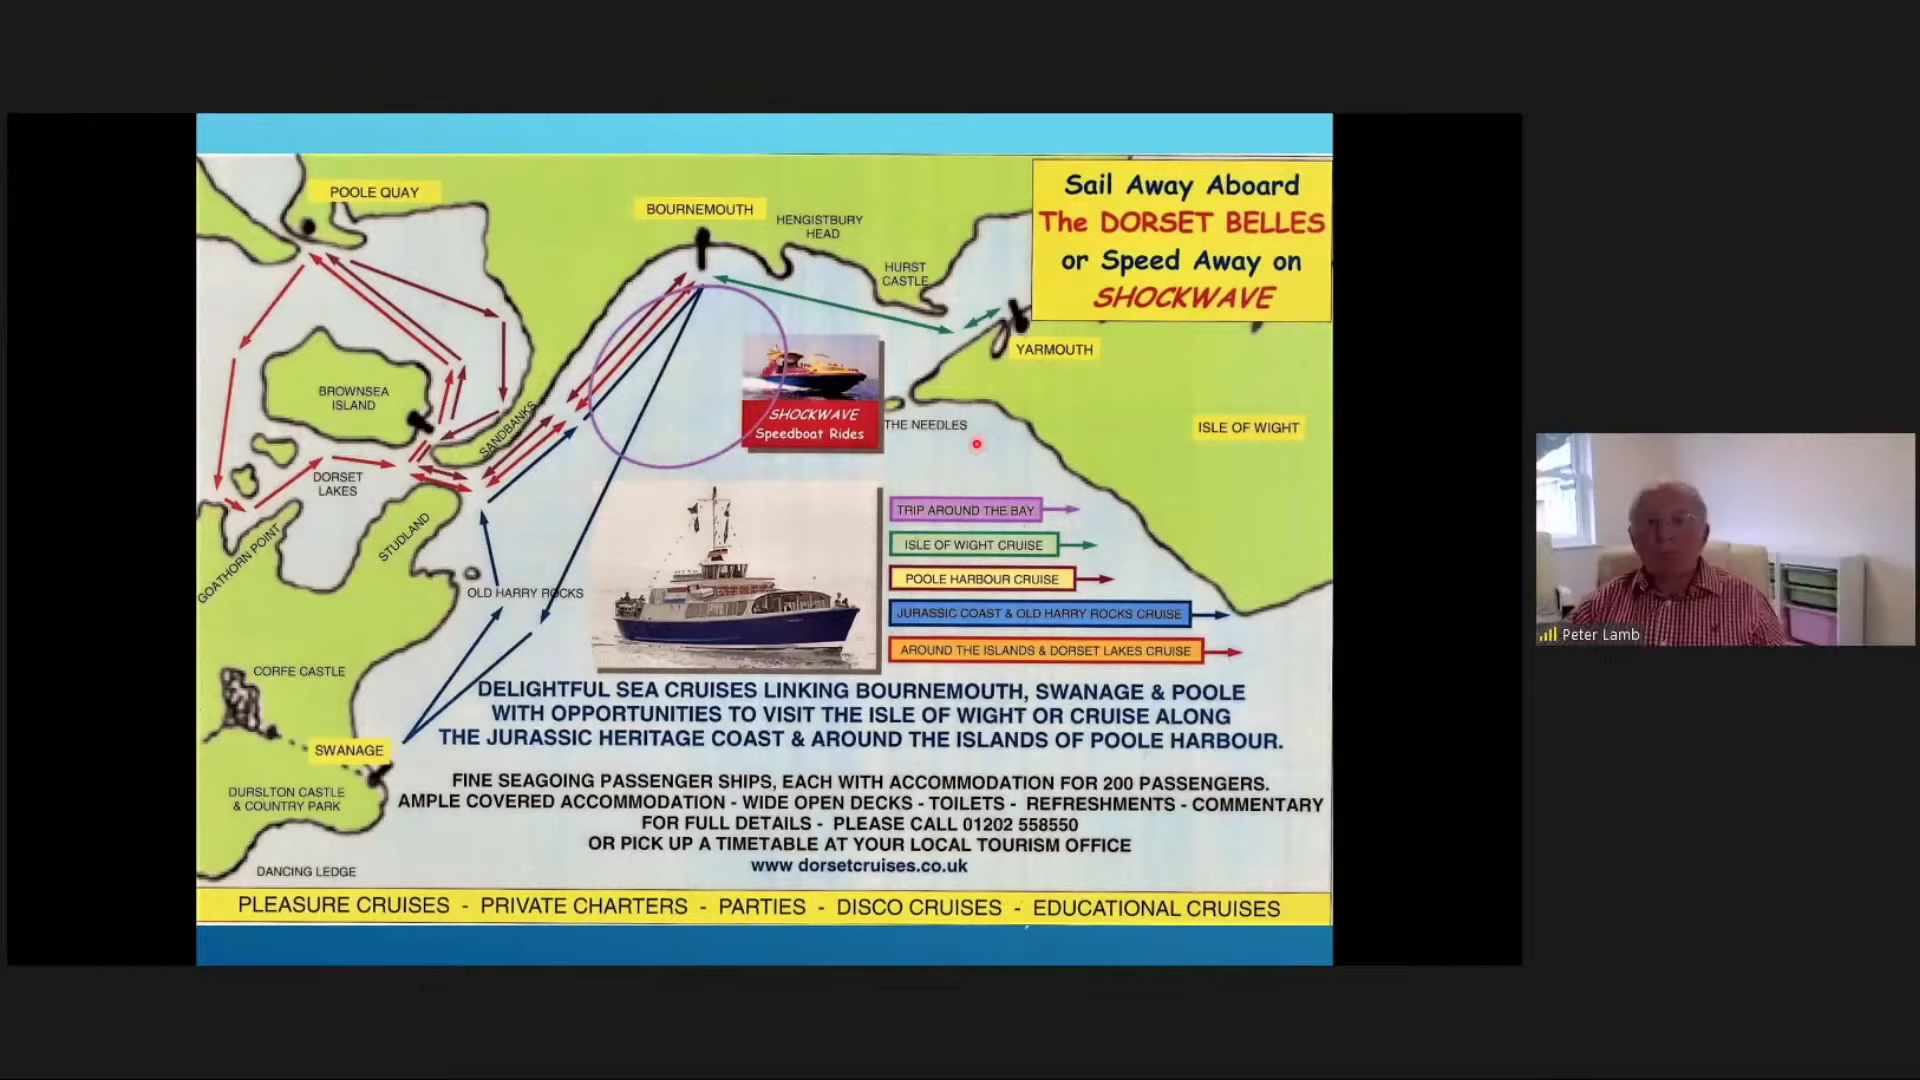 POOLE QUAY
BOURNEMOUTH
HENGISTBURY
HEAD
HURST
CASTLE
Sail Away Aboard
The DORSET BELLES
or Speed Away on
SHOCKWAVE
YARMOUTH
BROWNSEA
ISLAND
SANDBANKS
SHOCKWAVE
Speedboat Rides
THE NEEDLES
ISLE OF WIGHT
DORSET
LAKES
GOATHORN POINT
STUDLAND
OLD HARRY ROCKS
TRIP AROUND THE BAY
ISLE OF WIGHT CRUISE
POOLE HARBOUR CRUISE
JURASSIC COAST & OLD HARRY ROCKS CRUISE
AROUND THE ISLANDS & DORSET LAKES CRUISE
CORFE CASTLE
SWANAGE
DURSLTON CASTLE
& COUNTRY PARK
DANCING LEDGE
DELIGHTFUL SEA CRUISES LINKING BOURNEMOUTH, SWANAGE & POOLE
WITH OPPORTUNITIES TO VISIT THE ISLE OF WIGHT OR CRUISE ALONG
THE JURASSIC HERITAGE COAST & AROUND THE ISLANDS OF POOLE HARBOUR.
FINE SEAGOING PASSENGER SHIPS, EACH WITH ACCOMMODATION FOR 200 PASSENGERS.
AMPLE COVERED ACCOMMODATION - WIDE OPEN DECKS - TOILETS - REFRESHMENTS - COMMENTARY
FOR FULL DETAILS - PLEASE CALL 01202 558550
OR PICK UP A TIMETABLE AT YOUR LOCAL TOURISM OFFICE
www dorsetcruises.co.uk
PLEASURE CRUISES - PRIVATE CHARTERS - PARTIES - DISCO CRUISES - EDUCATIONAL CRUISES
Peter Lamb